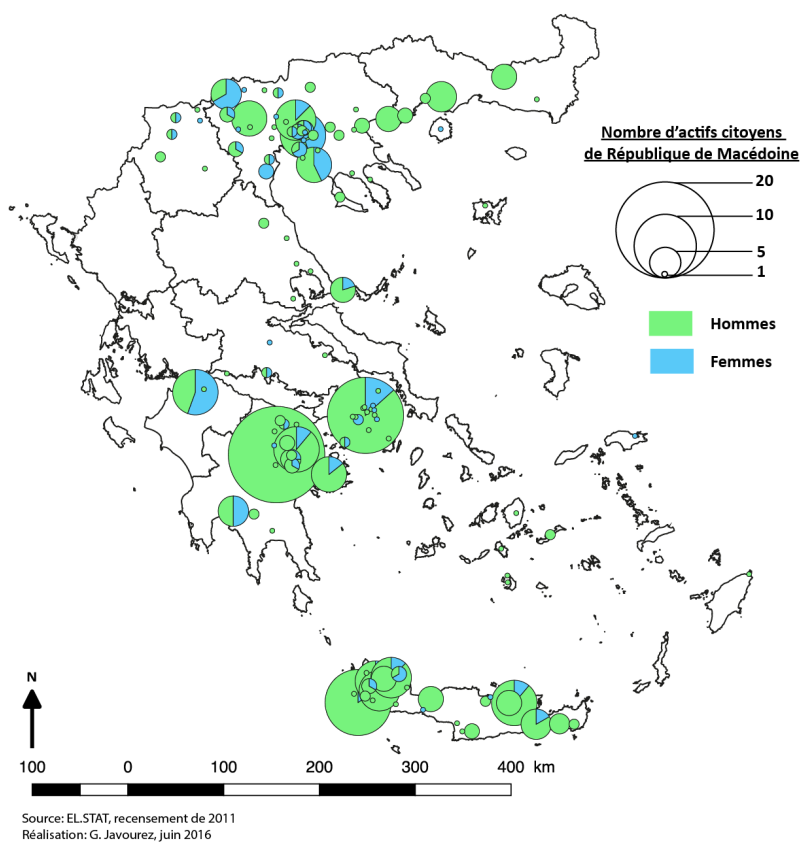 Nombre d'actifs citoyens
de République de Macédoine
20
10
5
1
Hommes
Femmes
N
100 0 100 200 300 400 km
Source: EL.STAT, recensement de 2011
Réalisation: G. Javourez, juin 2016